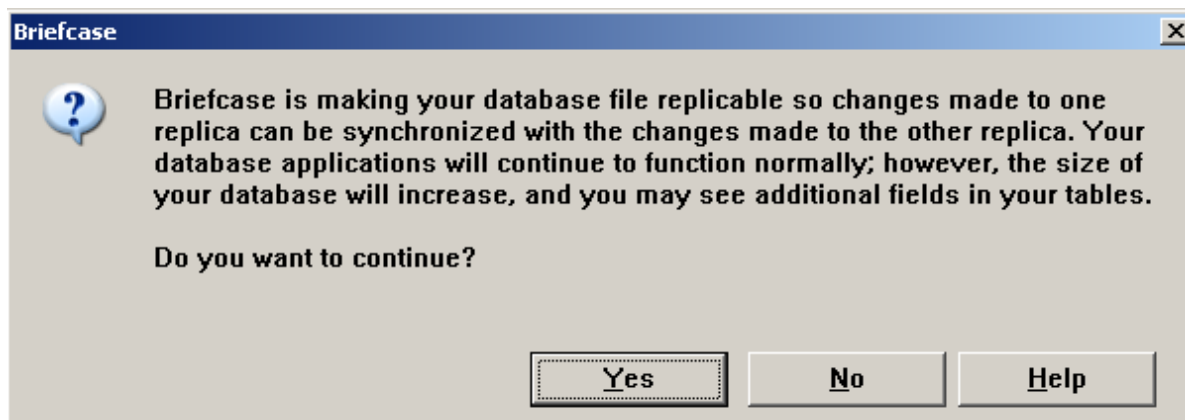 Briefcase
Briefcase is making your database file replicable so changes made to one
replica can be synchronized with the changes made to the other replica. Your
database applications will continue to function normally; however, the size of
your database will increase, and you may see additional fields in your tables.
Do you want to continue?
Yes No Help